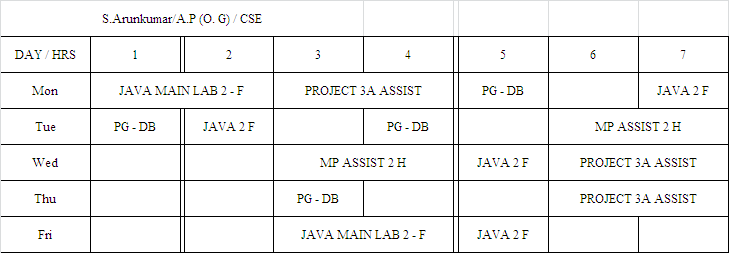 S.Arunkumar/A.P (O. G) / CSE
DAY / HRS 1 2 3 4 5 6 7
Mon JAVA MAIN LAB 2 - F PROJECT 3A ASSIST PG - DB JAVA 2 F
Tue PG - DB JAVA 2 F PG - DB MP ASSIST 2 H
Wed MP ASSIST 2 H JAVA 2 F PROJECT 3A ASSIST
Thu PG - DB PROJECT 3A ASSIST
Fri JAVA MAIN LAB 2 - F JAVA 2 F